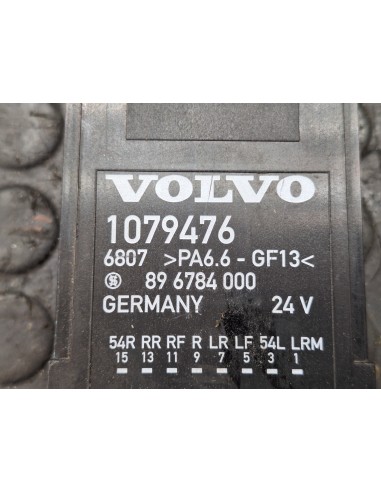 VOLVO
1079476
6807 >PA6.6-GF13<
89 6784 000
GERMANY 24 V
54R RR RF R LR LF 54L LRM
15 13 11 9 7 5 3 1